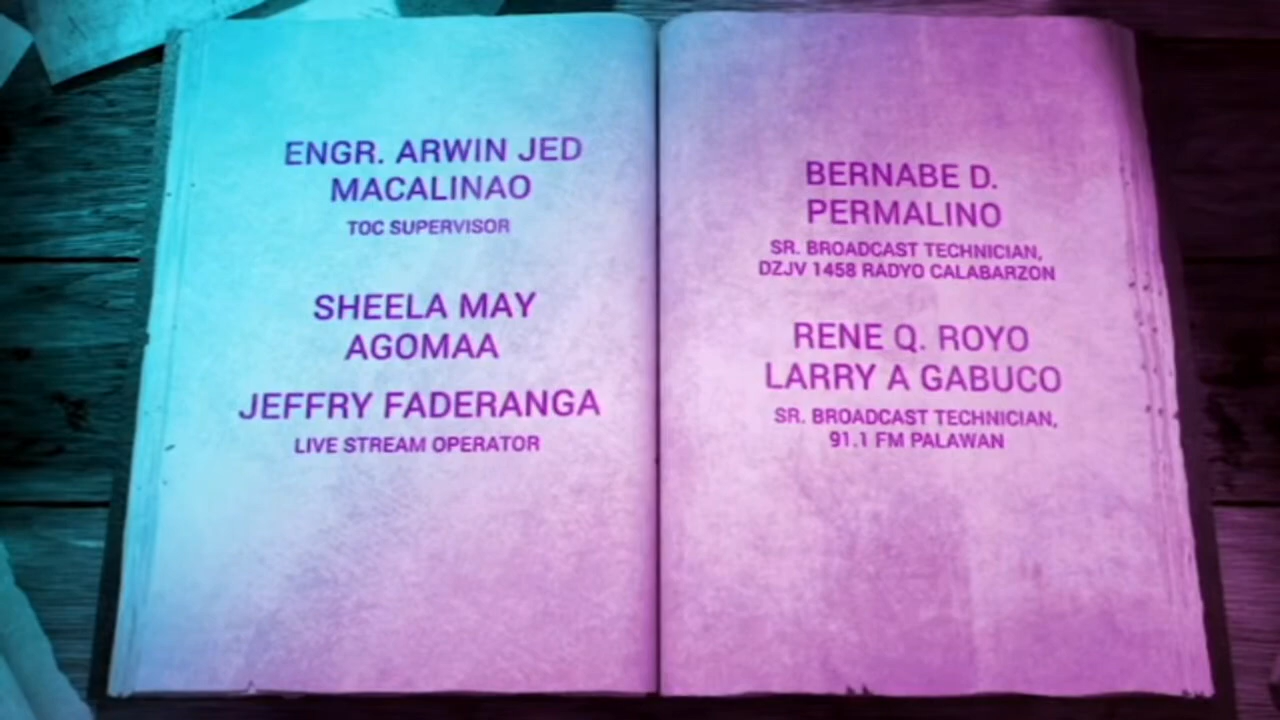 ENGR. ARWIN JED
MACALINAO
TOC SUPERVISOR
SHEELA MAY
AGOMAA
JEFFRY FADERANGA
LIVE STREAM OPERATOR
BERNABE D.
PERMALINO
SR. BROADCAST TECHNICIAN,
DZJV 1458 RADYO CALABARZON
RENE Q. ROYO
LARRY A GABUCO
SR. BROADCAST TECHNICIAN,
91.1 FM PALAWAN